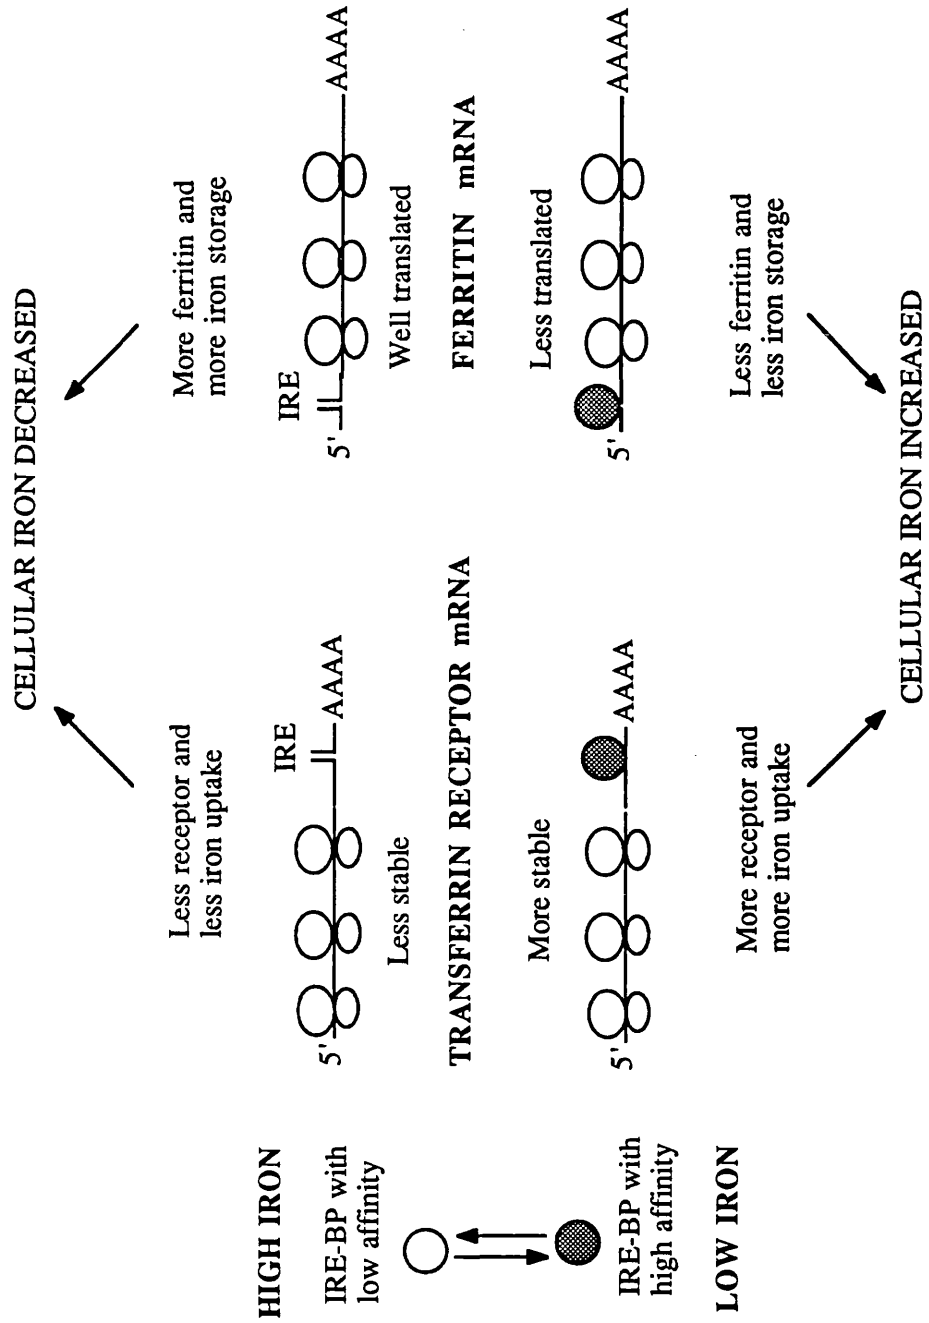 CELLULAR IRON DECREASED
Less receptor and
less iron uptake
More ferritin and
more iron storage
HIGH IRON
IRE-BP with
low affinity
IRE
5' AAAA
Less stable
IRE
5' AAAA
Well translated
TRANSFERRIN RECEPTOR mRNA
FERRITIN mRNA
More stable
5' AAAA
Less translated
5' AAAA
IRE-BP with
high affinity
LOW IRON
More receptor and
more iron uptake
Less ferritin and
less iron storage
CELLULAR IRON INCREASED